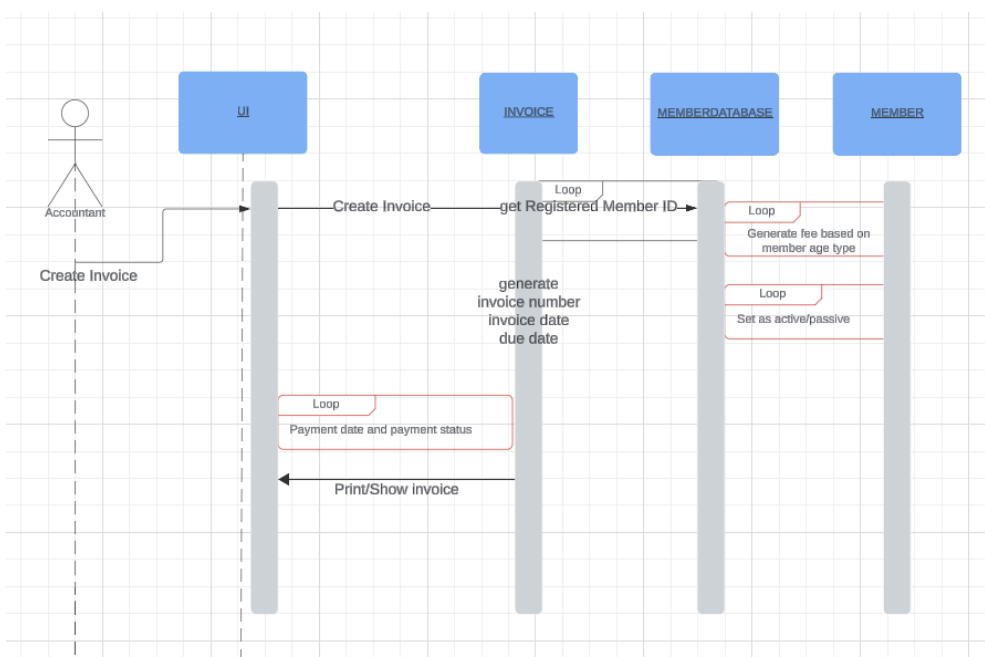 UI
INVOICE
MEMBERDATABASE
MEMBER
Accountant
Create Invoice
Create Invoice
Loop
get Registered Member ID
Loop
Generate fee based on
member age type
generate
invoice number
invoice date
due date
Loop
Set as active/passive
Loop
Payment date and payment status
Print/Show invoice